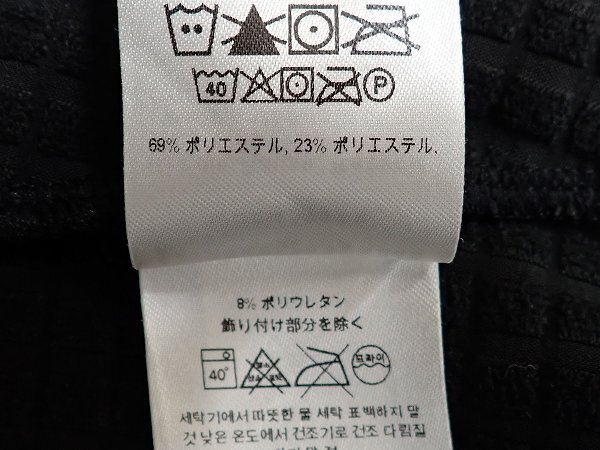 40 P
69% ポリエステル, 23% ポリエステル.
8% ポリウレタン
飾り付け部分を除く
40° 드라이
세탁기에서 따뜻한 물 세탁 표백하지 말
것 낮은 온도에서 건조기로 건조 다림질